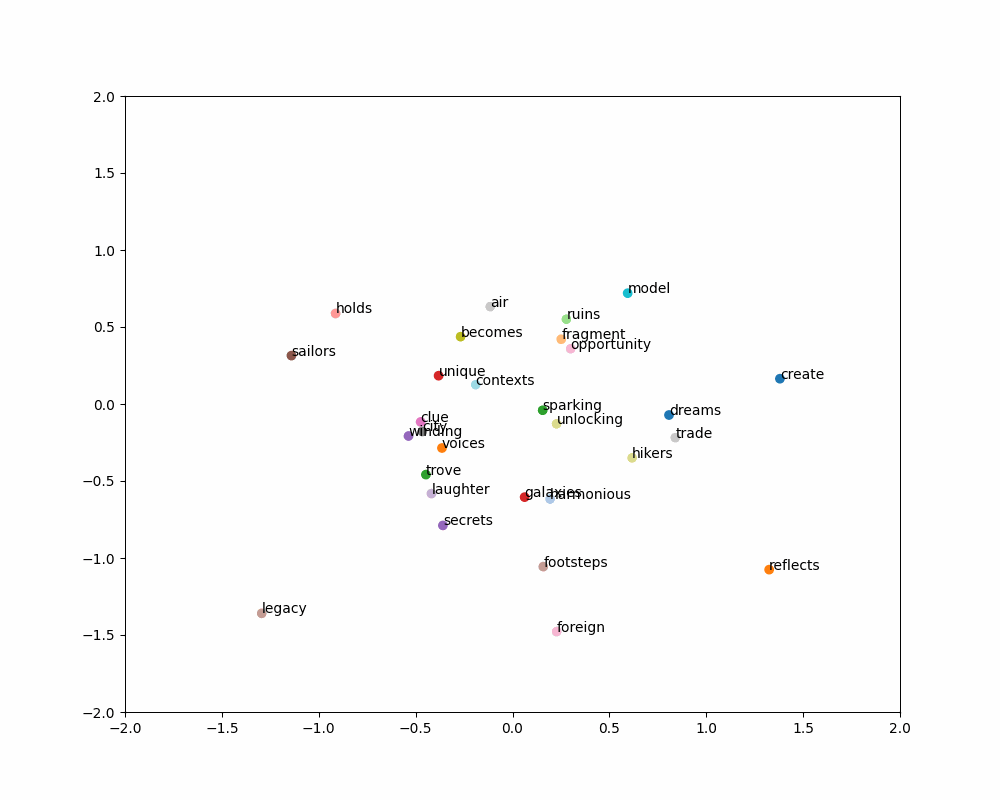 2.0
1.5
1.0
0.5
0.0
−0.5
−1.0
−1.5
−2.0
−2.0
−1.5
−1.0
−0.5
0.0
0.5
1.0
1.5
2.0
model
air
holds
ruins
becomes
fragment
opportunity
sailors
unique
contexts
create
sparking
dreams
clue
unlocking
city
winding
trade
voices
hikers
trove
laughter
galaxies
harmonious
secrets
footsteps
reflects
legacy
foreign